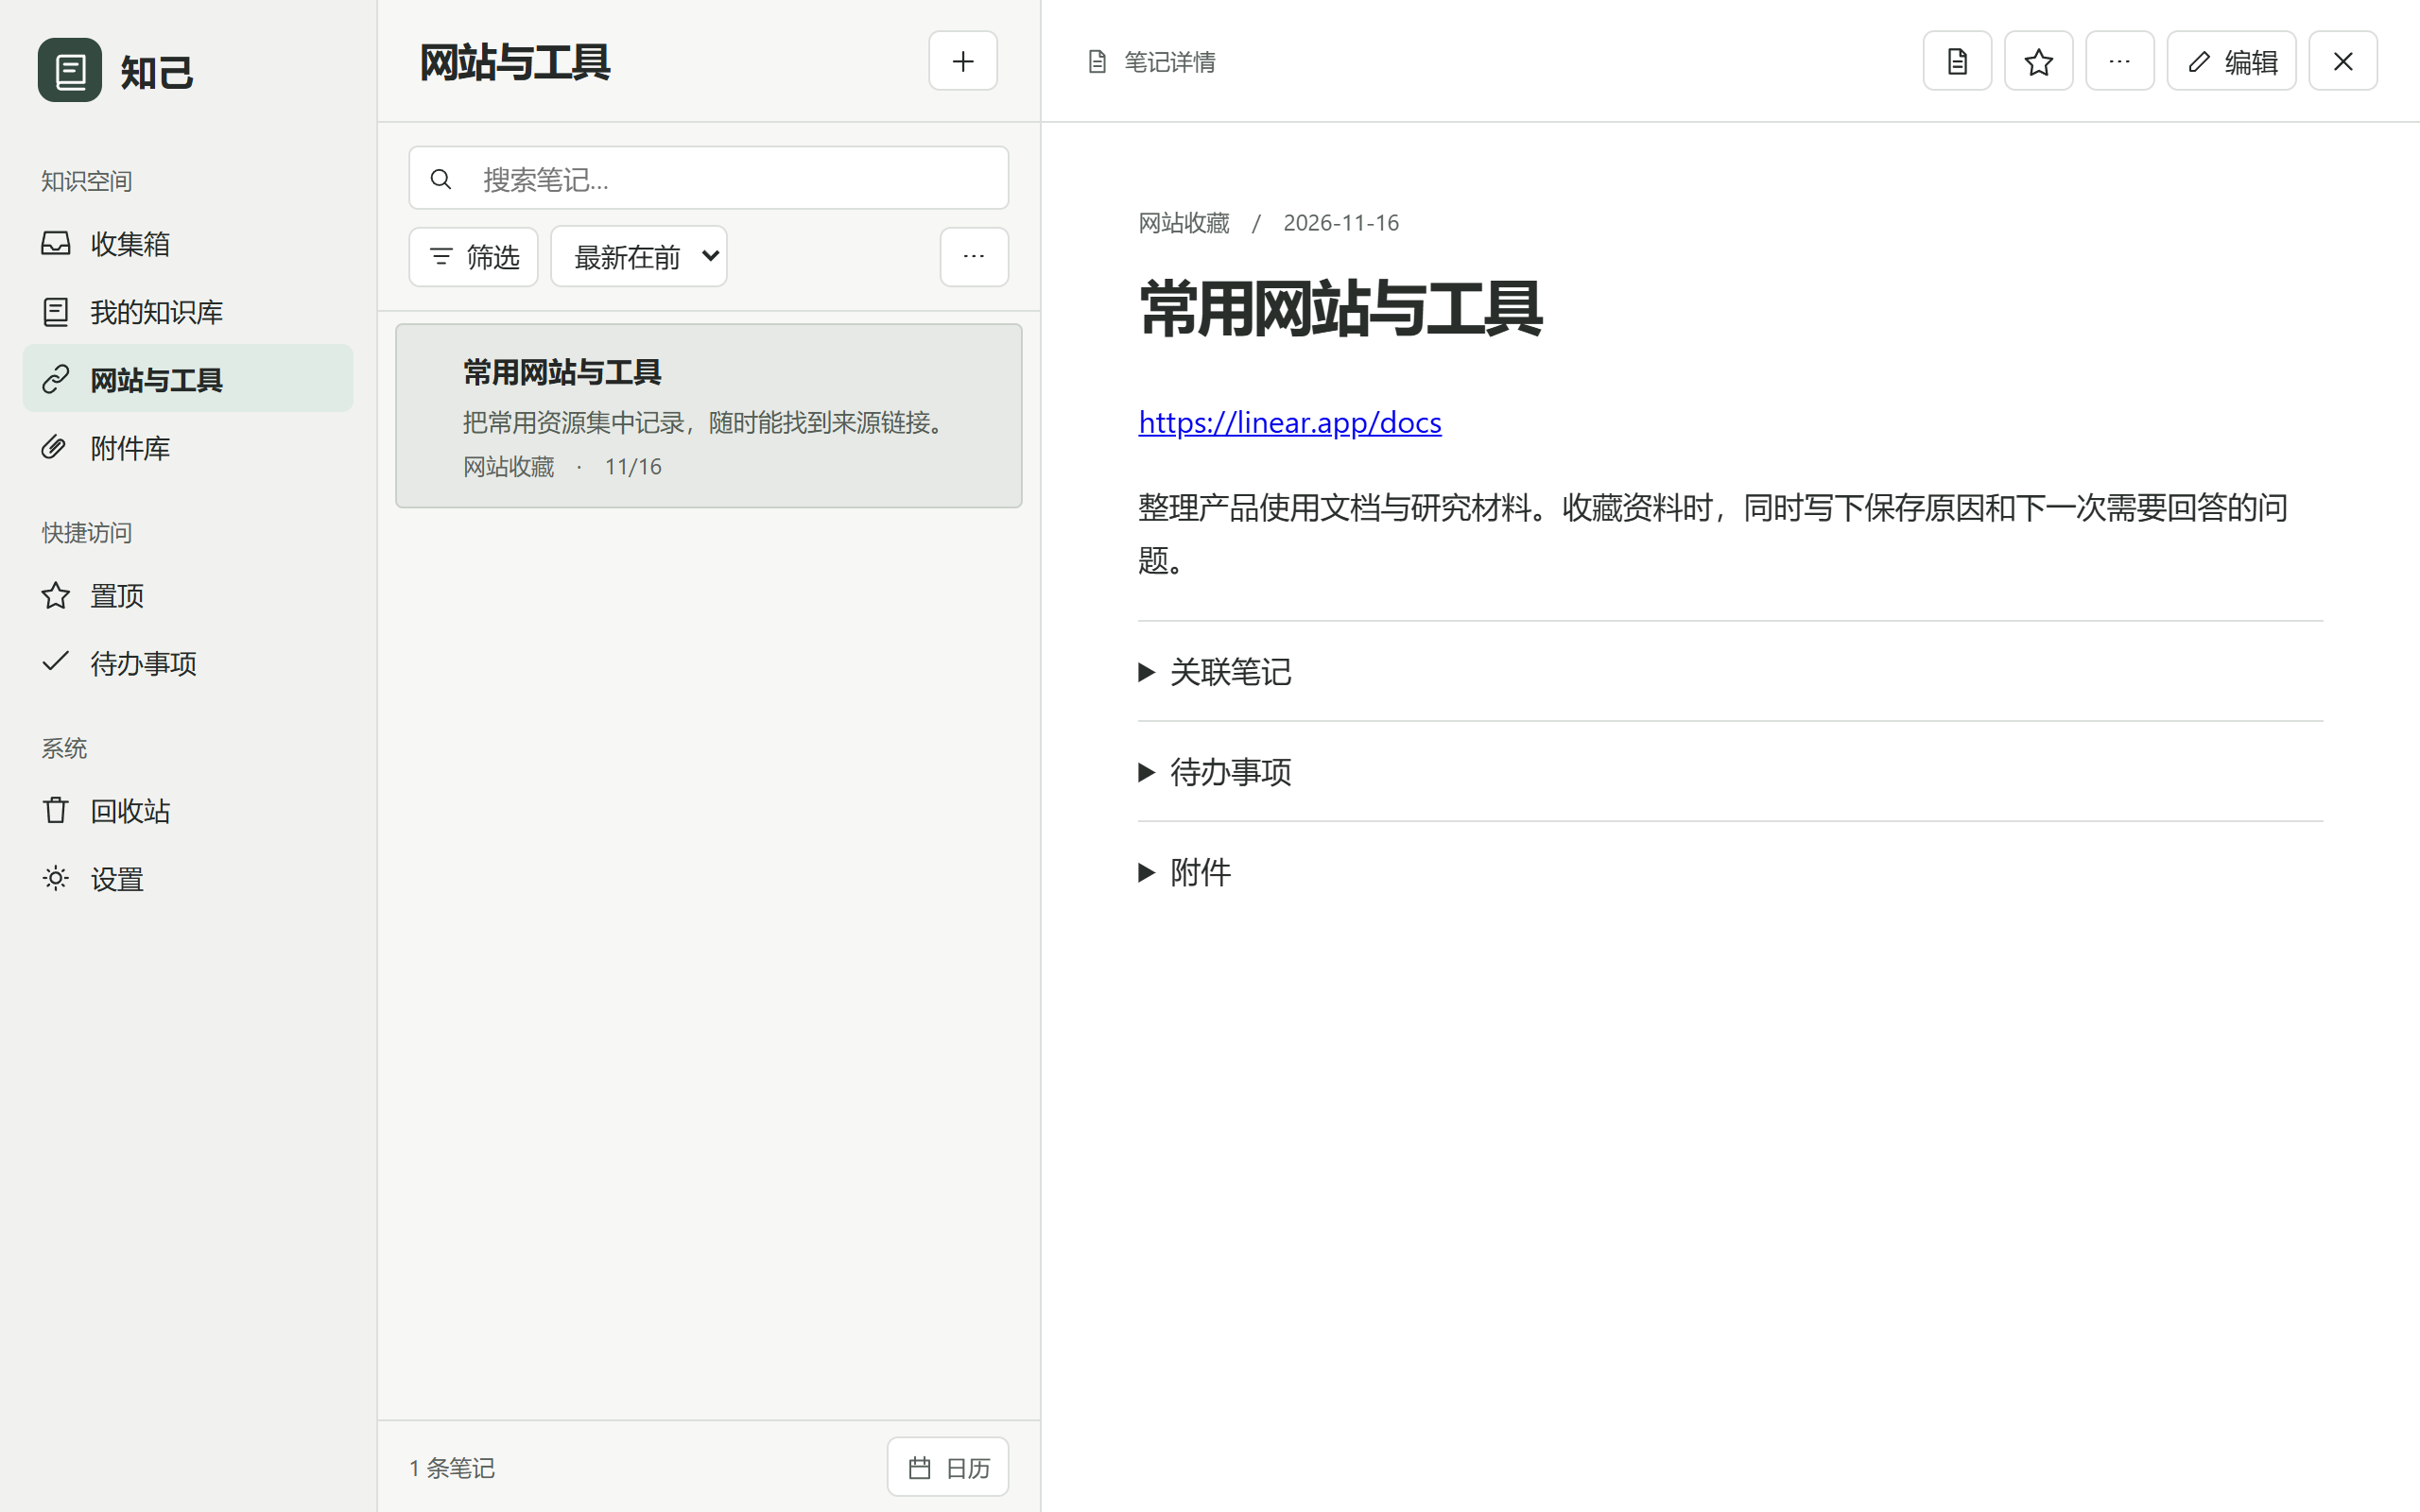 知己
知识空间
收集箱
我的知识库
网站与工具
附件库
快捷访问
置顶
待办事项
系统
回收站
设置
网站与工具
搜索笔记...
筛选
最新在前
常用网站与工具
把常用资源集中记录，随时能找到来源链接。
网站收藏 · 11/16
1 条笔记
日历
笔记详情
编辑
网站收藏 / 2026-11-16
常用网站与工具
https://linear.app/docs
整理产品使用文档与研究材料。收藏资料时，同时写下保存原因和下一次需要回答的问
题。
关联笔记
待办事项
附件